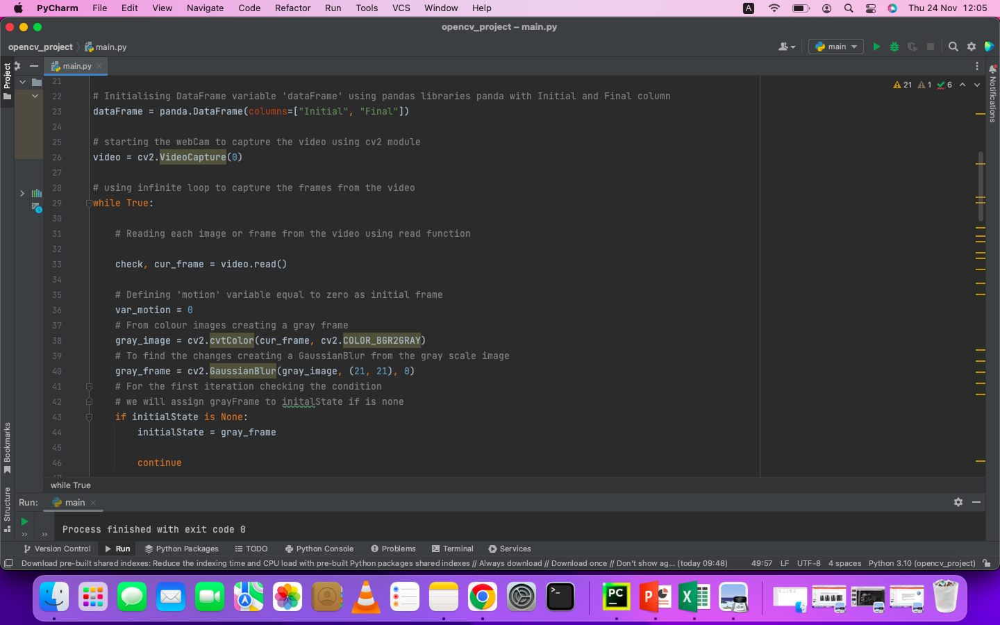 PyCharm File Edit View Navigate Code Refactor Run Tools VCS Window Help A Thu 24 Nov 12:05
opencv_project – main.py
opencv_project main.py main
Project
main.py
Notifications
21 1 6
21
22 # Initialising DataFrame variable 'dataFrame' using pandas libraries panda with Initial and Final column
23 dataFrame = panda.DataFrame(columns=["Initial", "Final"])
24
25 # starting the webCam to capture the video using cv2 module
26 video = cv2.VideoCapture(0)
27
28 # using infinite loop to capture the frames from the video
29 while True:
30
31 # Reading each image or frame from the video using read function
32
33 check, cur_frame = video.read()
34
35 # Defining 'motion' variable equal to zero as initial frame
36 var_motion = 0
37 # From colour images creating a gray frame
38 gray_image = cv2.cvtColor(cur_frame, cv2.COLOR_BGR2GRAY)
39 # To find the changes creating a GaussianBlur from the gray scale image
40 gray_frame = cv2.GaussianBlur(gray_image, (21, 21), 0)
41 # For the first iteration checking the condition
42 # we will assign grayFrame to initalState if is none
43 if initialState is None:
44 initialState = gray_frame
45
46 continue
while True
Bookmarks
Structure
Run: main
Process finished with exit code 0
Version Control Run Python Packages TODO Python Console Problems Terminal Services
Download pre-built shared indexes: Reduce the indexing time and CPU load with pre-built Python packages shared indexes // Always download // Download once // Don't show ag... (today 09:48) 49:57 LF UTF-8 4 spaces Python 3.10 (opencv_project)
>_ PC P X